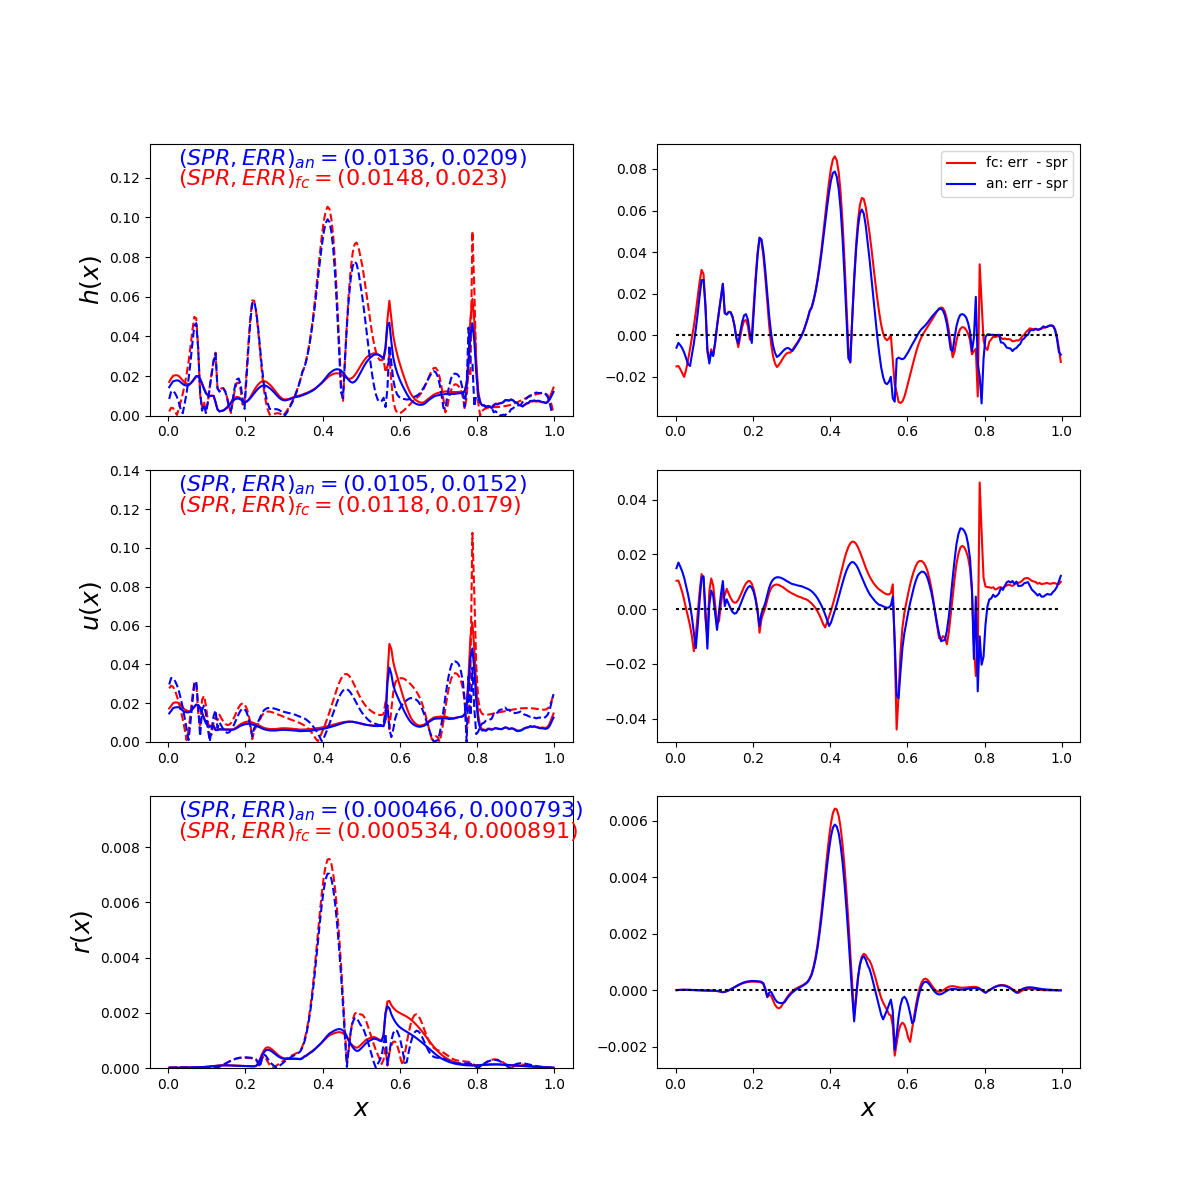 (SPR, ERR)an = (0.0136, 0.0209)
(SPR, ERR)fc = (0.0148, 0.023)
h(x)
0.12
0.10
0.08
0.06
0.04
0.02
0.00
0.0 0.2 0.4 0.6 0.8 1.0
fc: err - spr
an: err - spr
0.08
0.06
0.04
0.02
0.00
−0.02
0.0 0.2 0.4 0.6 0.8 1.0
(SPR, ERR)an = (0.0105, 0.0152)
(SPR, ERR)fc = (0.0118, 0.0179)
u(x)
0.14
0.12
0.10
0.08
0.06
0.04
0.02
0.00
0.0 0.2 0.4 0.6 0.8 1.0
0.04
0.02
0.00
−0.02
−0.04
0.0 0.2 0.4 0.6 0.8 1.0
(SPR, ERR)an = (0.000466, 0.000793)
(SPR, ERR)fc = (0.000534, 0.000891)
r(x)
0.008
0.006
0.004
0.002
0.000
0.0 0.2 0.4 0.6 0.8 1.0
x
0.006
0.004
0.002
0.000
−0.002
0.0 0.2 0.4 0.6 0.8 1.0
x